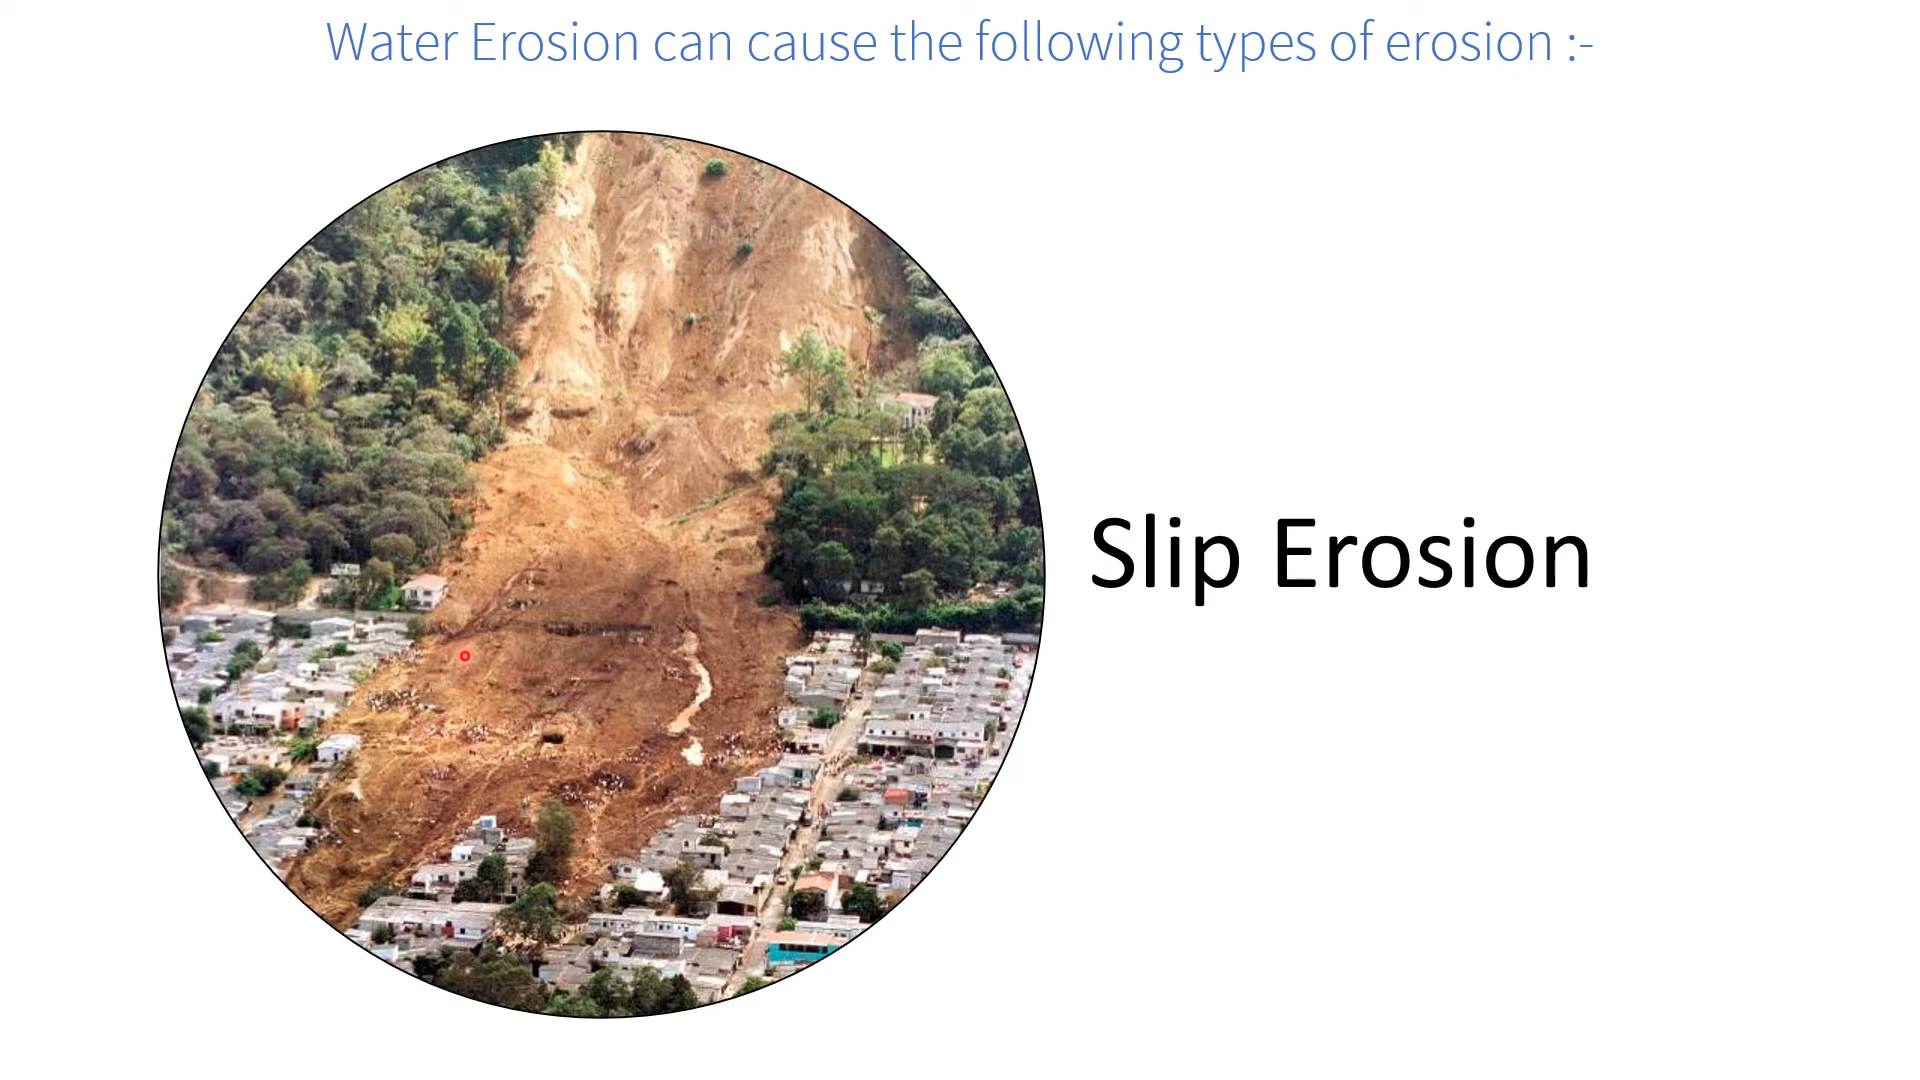 Water Erosion can cause the following types of erosion :-
Slip Erosion